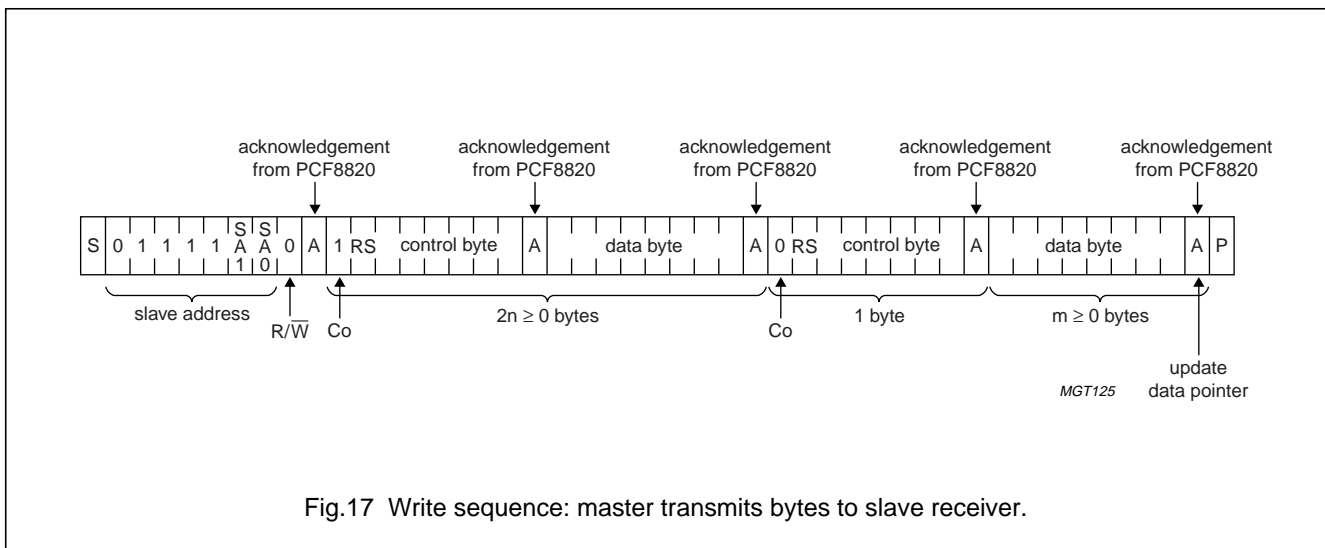 acknowledgement acknowledgement acknowledgement acknowledgement acknowledgement
from PCF8820 from PCF8820 from PCF8820 from PCF8820 from PCF8820
S 0 1 1 1 1 SA1 SA0 0 A 1 RS control byte A data byte A 0 RS control byte A data byte A P
slave address 2n ≥ 0 bytes 1 byte m ≥ 0 bytes
R/W̅ Co Co
update
MGT125 data pointer
Fig.17 Write sequence: master transmits bytes to slave receiver.